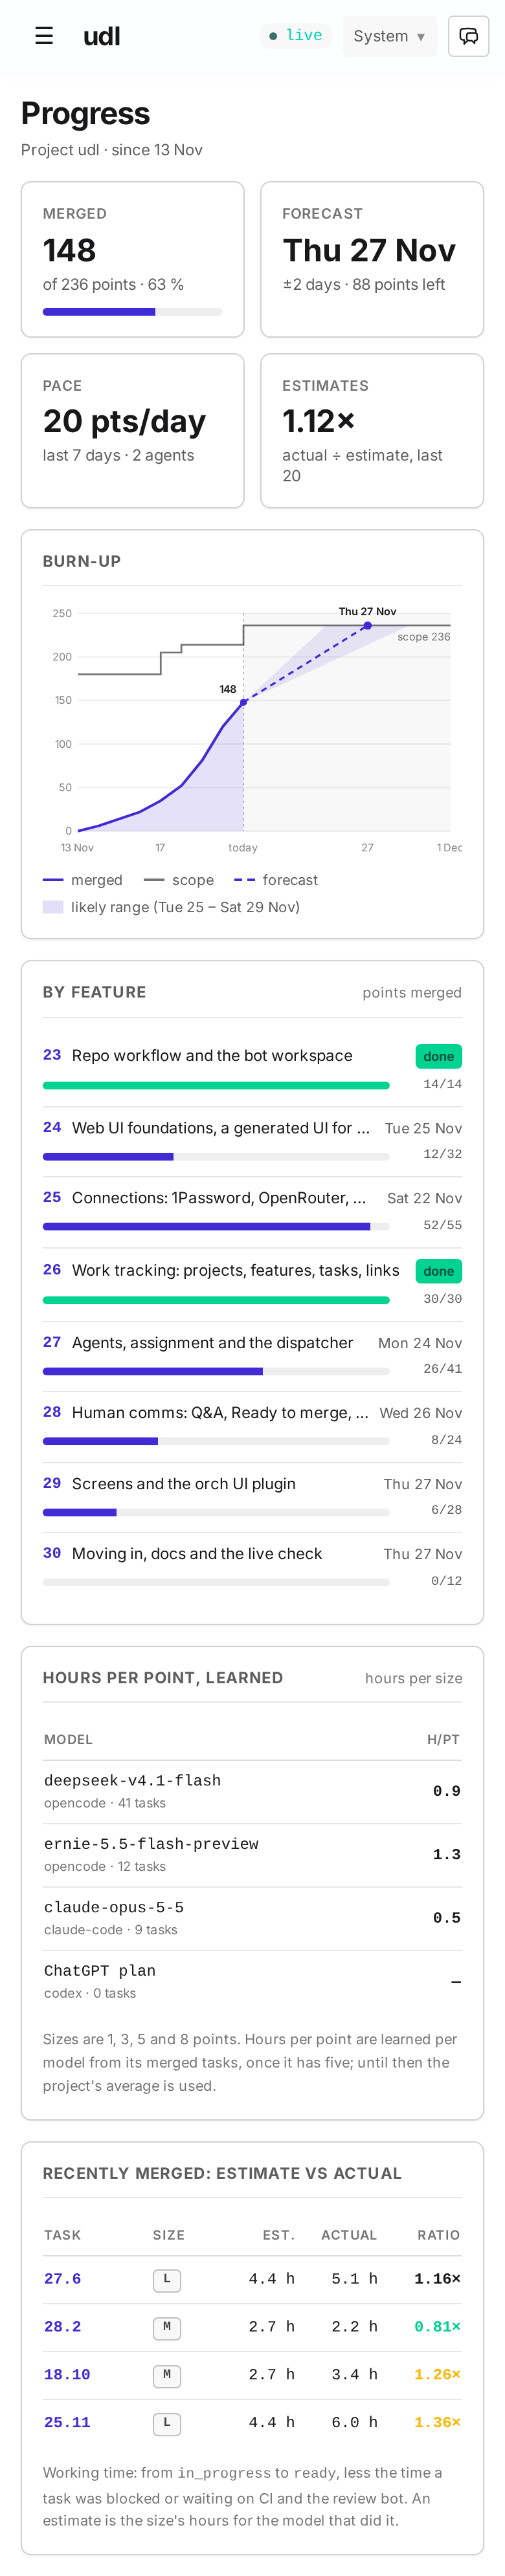 ☰ udl ● live System ▾
Progress
Project udl · since 13 Nov
MERGED
148
of 236 points · 63 %
FORECAST
Thu 27 Nov
±2 days · 88 points left
PACE
20 pts/day
last 7 days · 2 agents
ESTIMATES
1.12×
actual ÷ estimate, last
20
BURN-UP
250
200
150
100
50
0
Thu 27 Nov
scope 236
148
13 Nov 17 today 27 1 Dec
merged scope forecast
likely range (Tue 25 – Sat 29 Nov)
BY FEATURE points merged
23 Repo workflow and the bot workspace done
14/14
24 Web UI foundations, a generated UI for ... Tue 25 Nov
12/32
25 Connections: 1Password, OpenRouter, ... Sat 22 Nov
52/55
26 Work tracking: projects, features, tasks, links done
30/30
27 Agents, assignment and the dispatcher Mon 24 Nov
26/41
28 Human comms: Q&A, Ready to merge, ... Wed 26 Nov
8/24
29 Screens and the orch UI plugin Thu 27 Nov
6/28
30 Moving in, docs and the live check Thu 27 Nov
0/12
HOURS PER POINT, LEARNED hours per size
MODEL H/PT
deepseek-v4.1-flash
opencode · 41 tasks
0.9
ernie-5.5-flash-preview
opencode · 12 tasks
1.3
claude-opus-5-5
claude-code · 9 tasks
0.5
ChatGPT plan
codex · 0 tasks
—
Sizes are 1, 3, 5 and 8 points. Hours per point are learned per
model from its merged tasks, once it has five; until then the
project's average is used.
RECENTLY MERGED: ESTIMATE VS ACTUAL
TASK SIZE EST. ACTUAL RATIO
27.6 L 4.4 h 5.1 h 1.16×
28.2 M 2.7 h 2.2 h 0.81×
18.10 M 2.7 h 3.4 h 1.26×
25.11 L 4.4 h 6.0 h 1.36×
Working time: from in_progress to ready, less the time a
task was blocked or waiting on CI and the review bot. An
estimate is the size's hours for the model that did it.